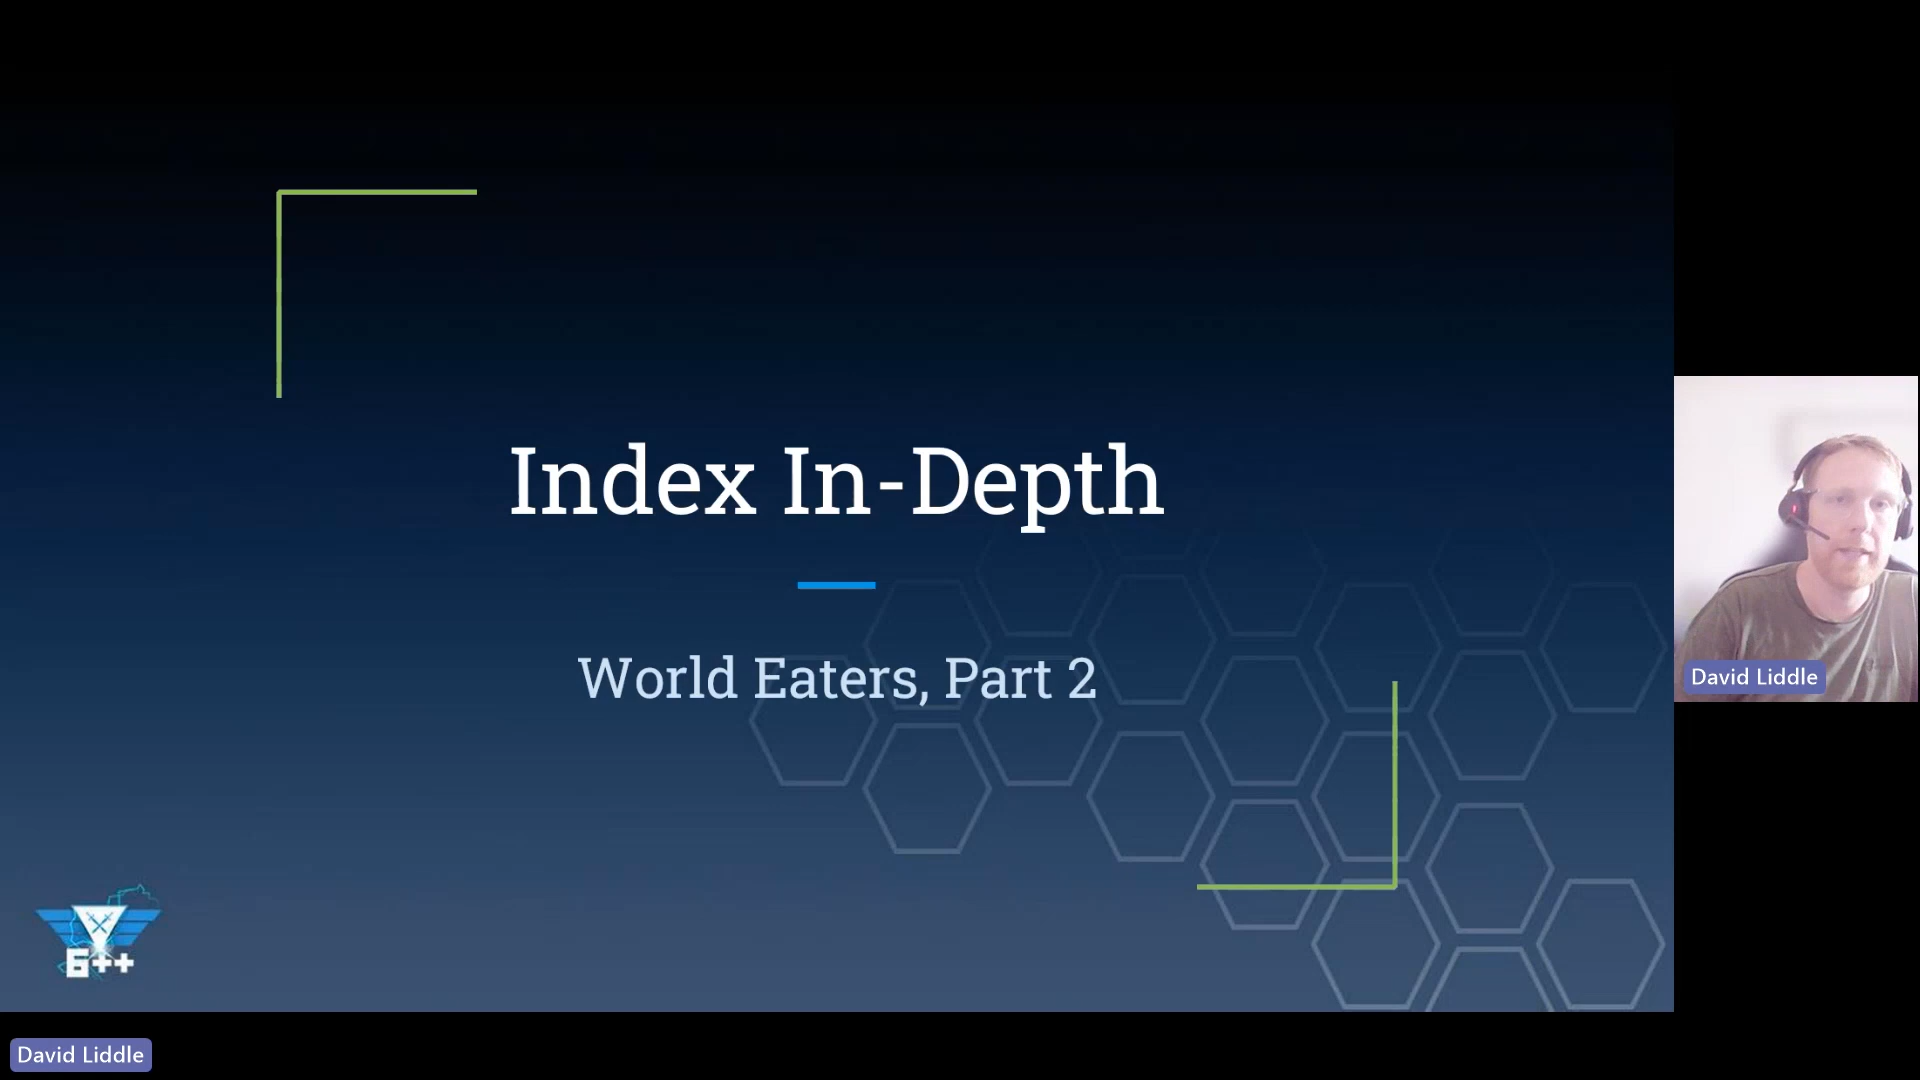 Index In-Depth
World Eaters, Part 2
6++
David Liddle
David Liddle